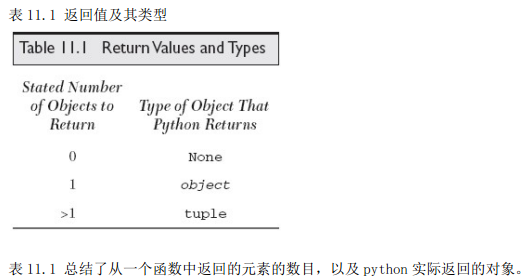 表 11.1 返回值及其类型
Table 11.1 Return Values and Types
Stated Number
of Objects to Type of Object That
Return Python Returns
0 None
1 object
>1 tuple
表 11.1 总结了从一个函数中返回的元素的数目，以及 python 实际返回的对象。